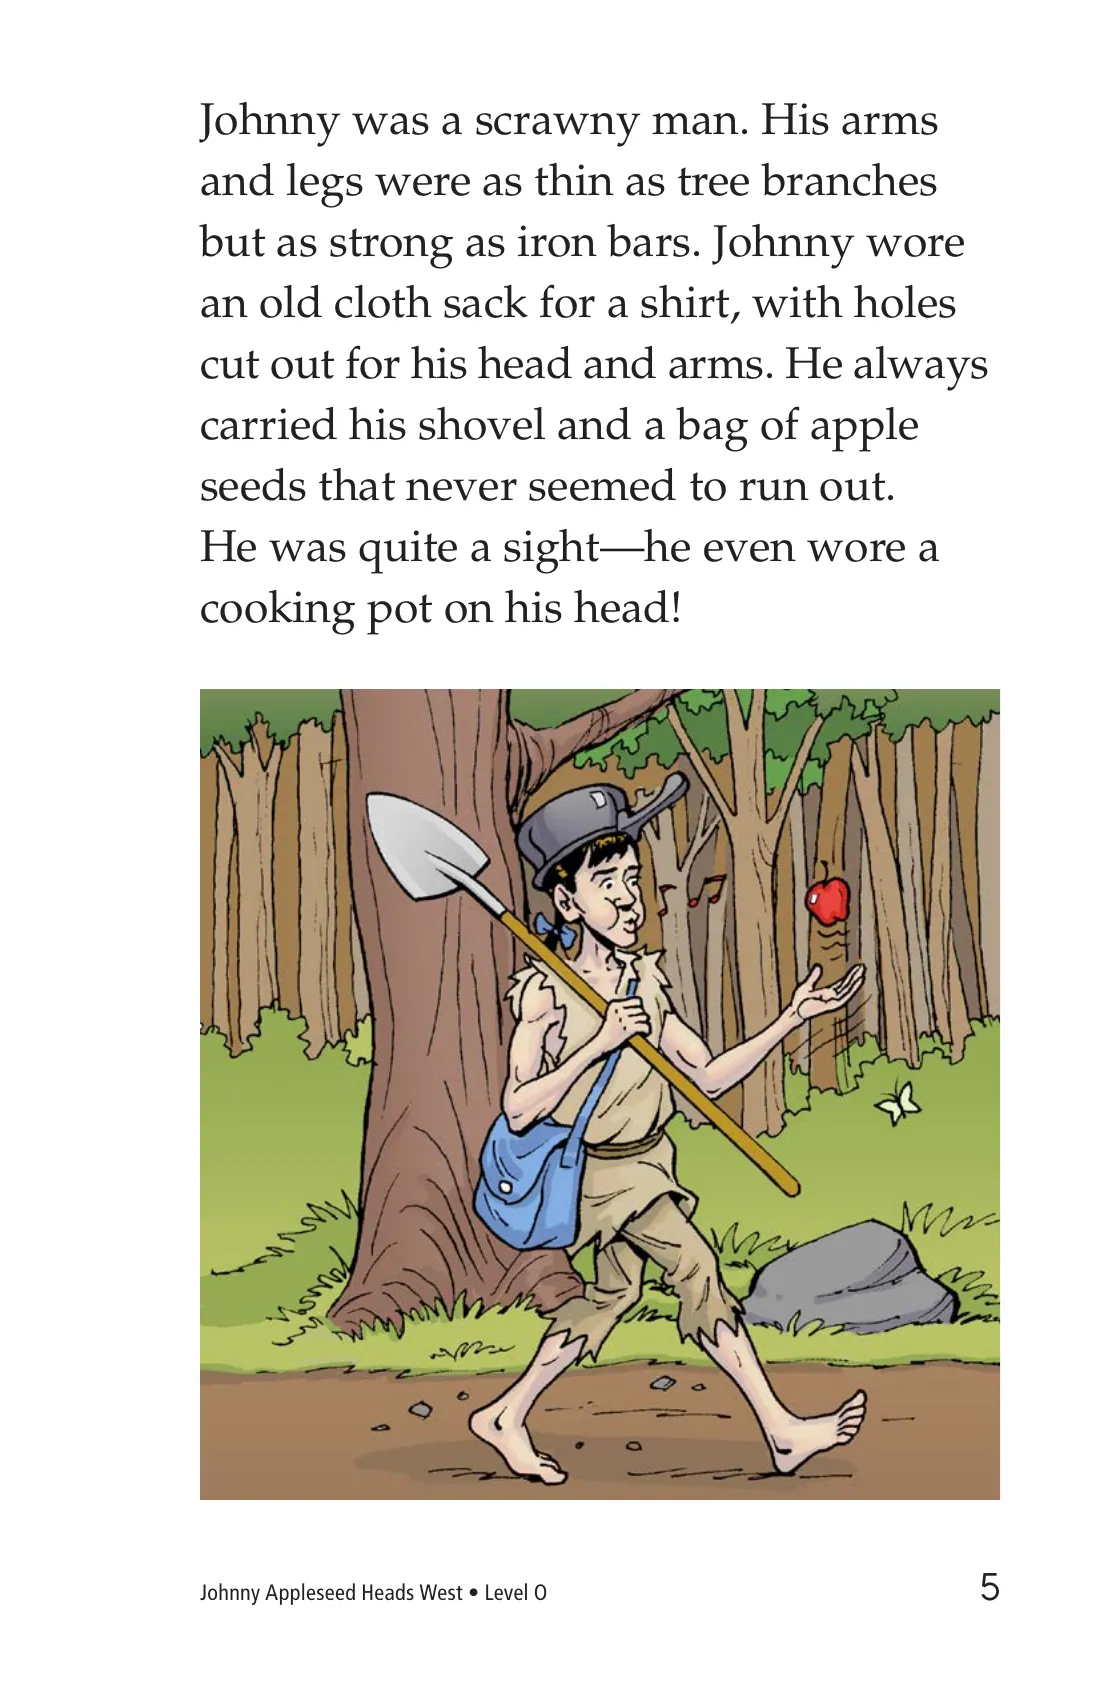 Johnny was a scrawny man. His arms
and legs were as thin as tree branches
but as strong as iron bars. Johnny wore
an old cloth sack for a shirt, with holes
cut out for his head and arms. He always
carried his shovel and a bag of apple
seeds that never seemed to run out.
He was quite a sight—he even wore a
cooking pot on his head!
Johnny Appleseed Heads West • Level O
5